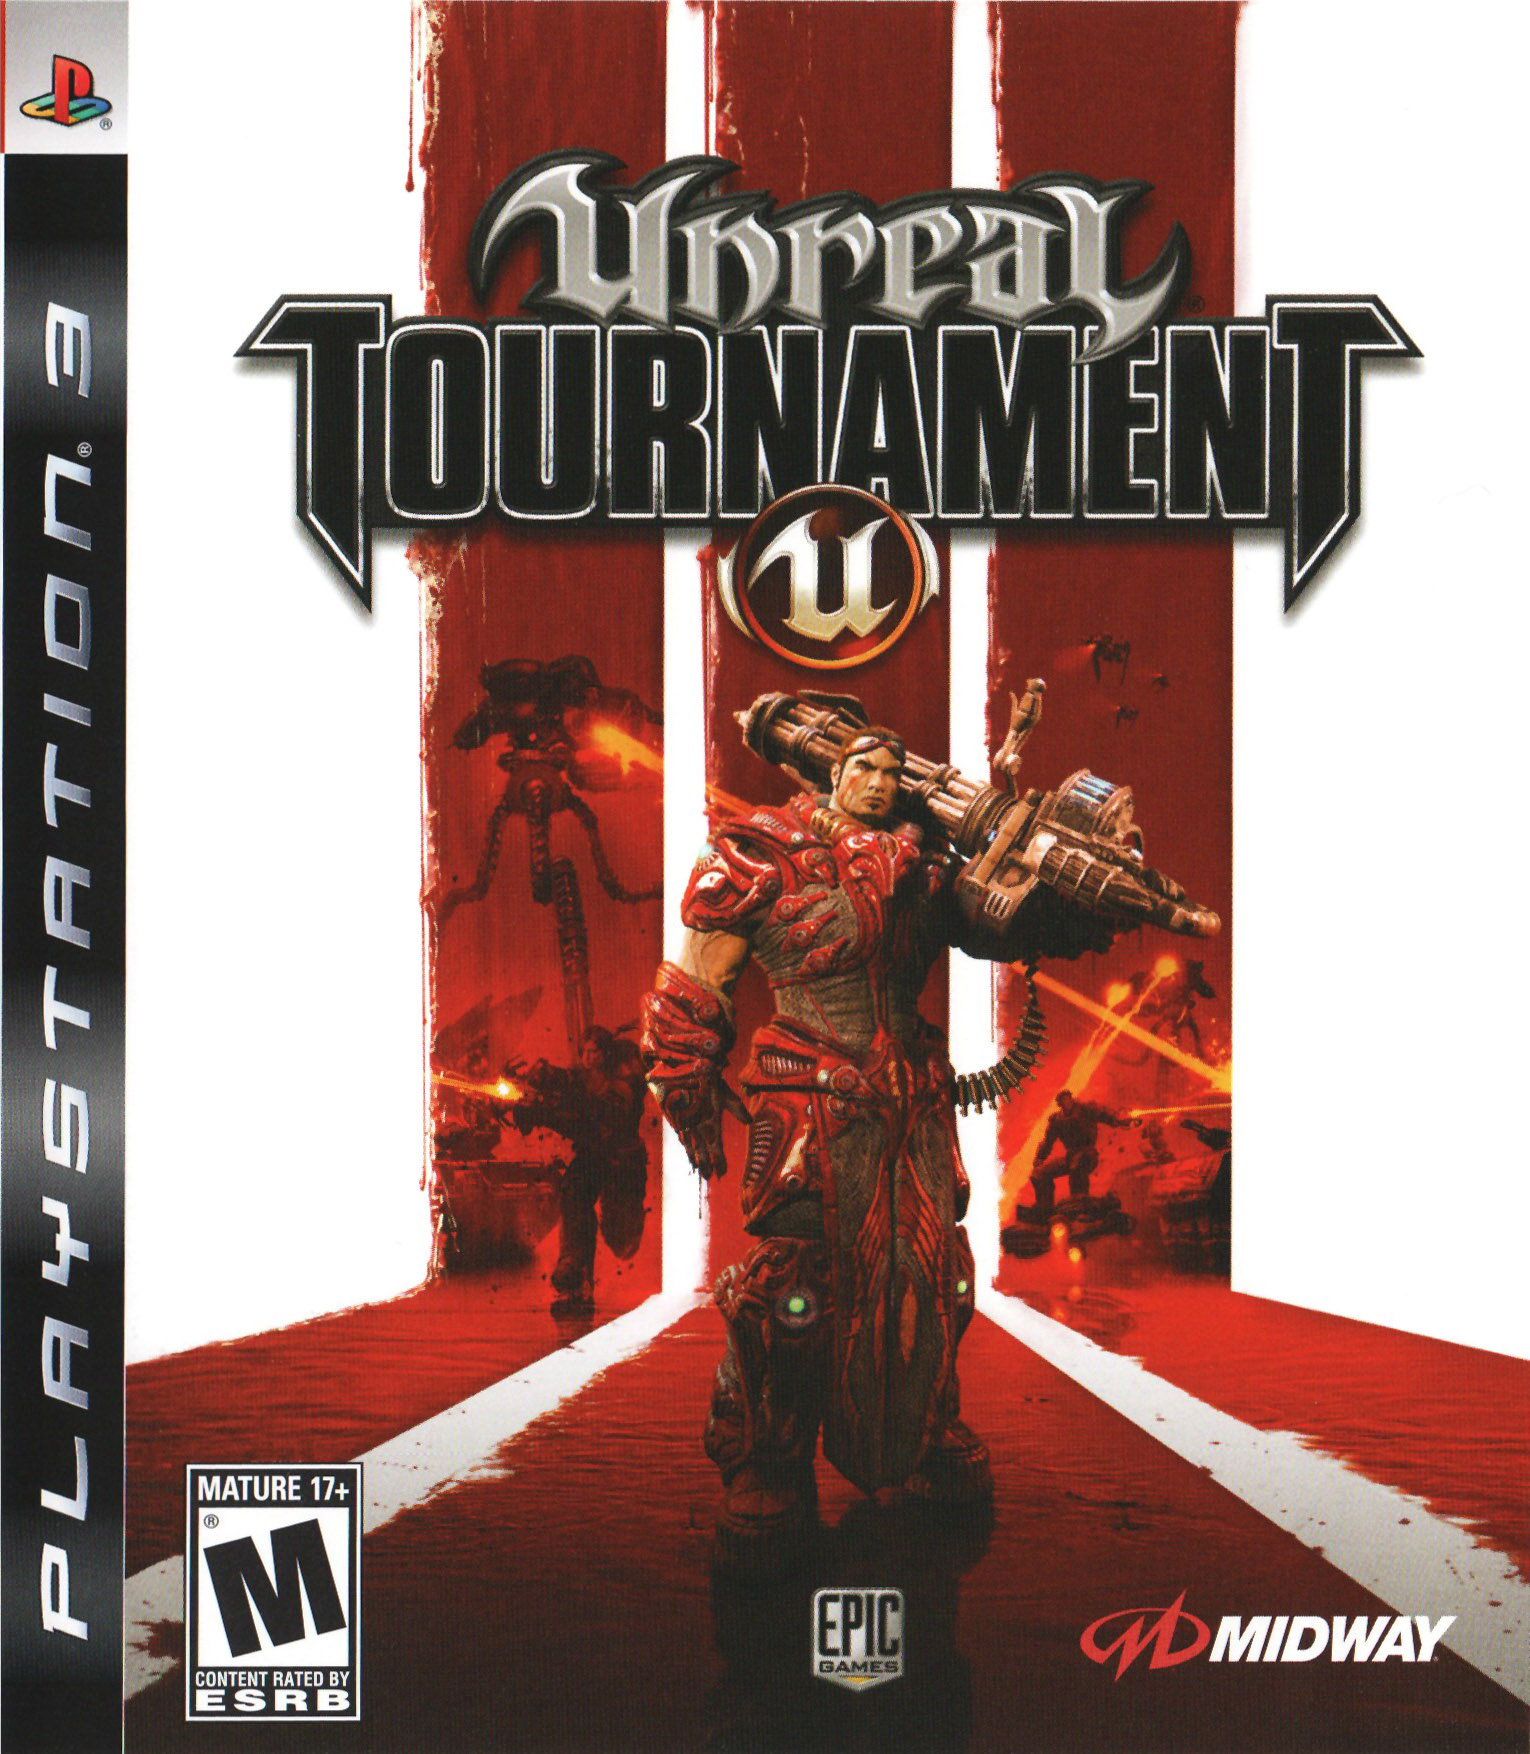 PLAYSTATION®3
Unreal®
TOURNAMENT
U
MATURE 17+
M®
CONTENT RATED BY
ESRB
EPIC
GAMES
MIDWAY